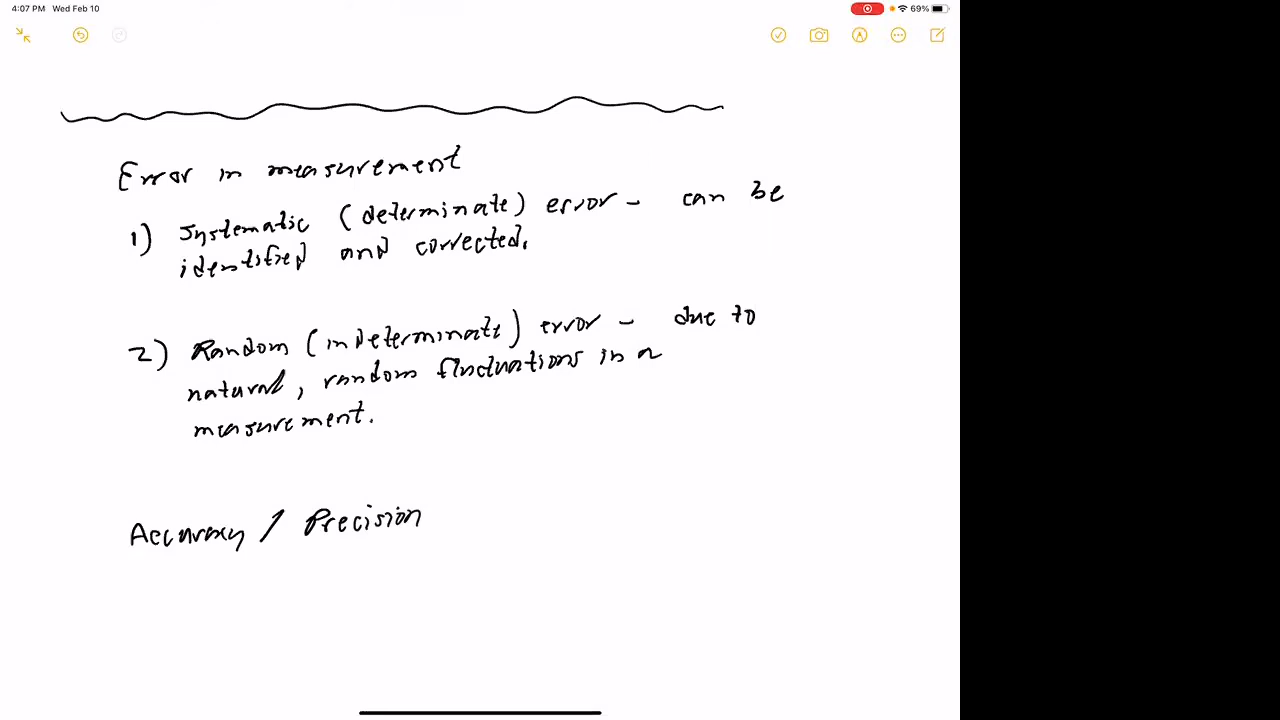 4:07 PM Wed Feb 10
69%
Error in measurement
1) Systematic (determinate) error - can be
identified and corrected.
2) Random (indeterminate) error - due to
natural, random fluctuations in a
measurement.
Accuracy / Precision